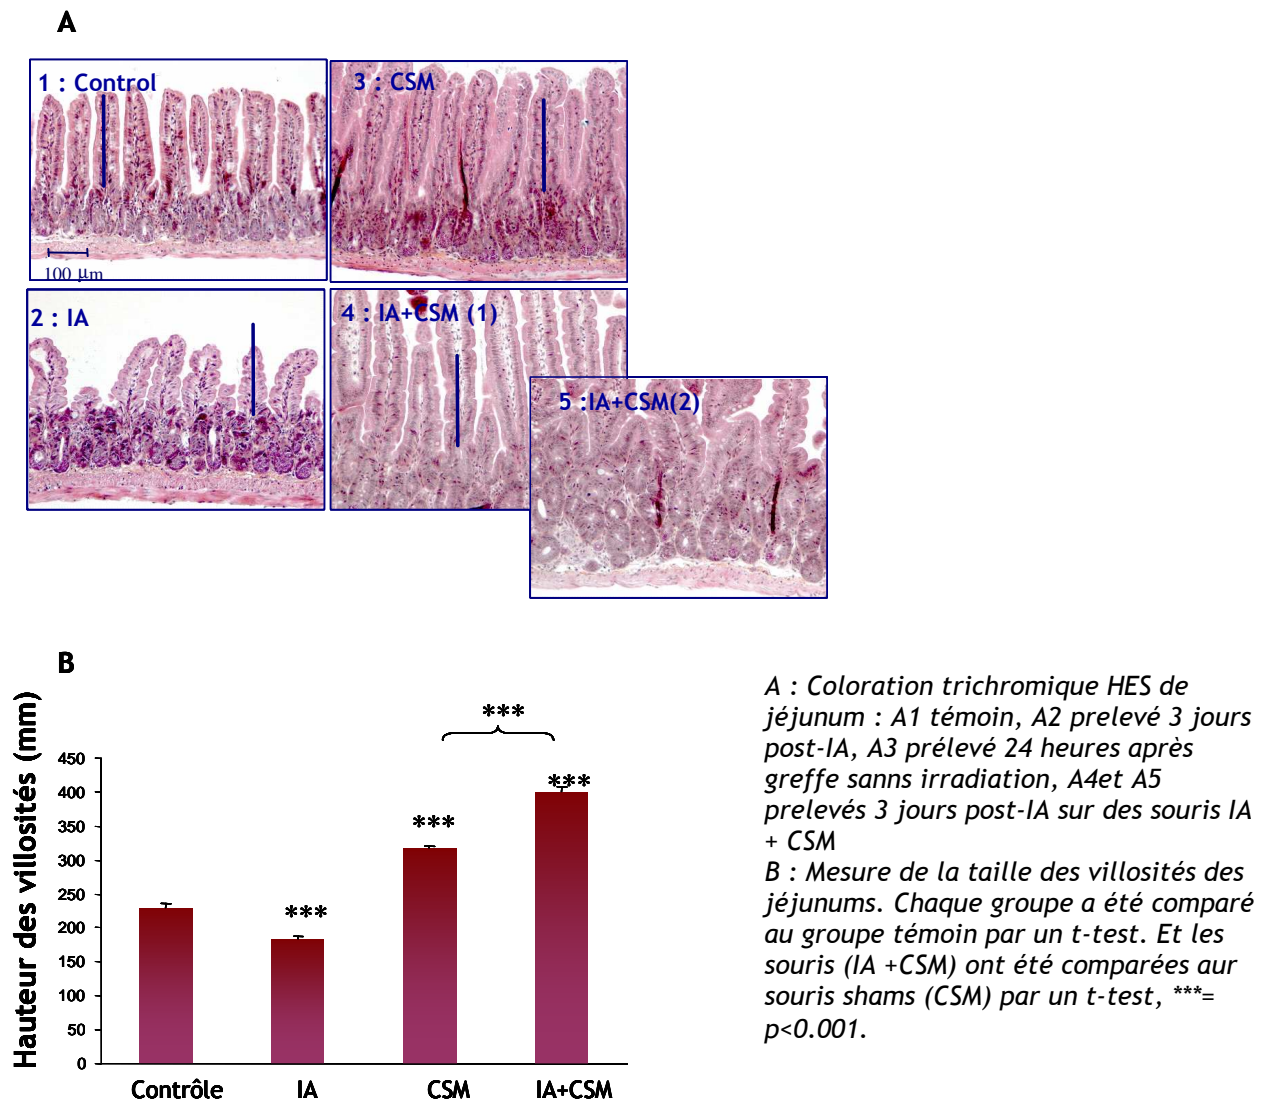 A
1 : Control
3 : CSM
100 µm
2 : IA
4 : IA+CSM (1)
5 :IA+CSM(2)
B
Hauteur des villosités (mm)
450
400
350
300
250
200
150
100
50
0
***
***
***
***
Contrôle
IA
CSM
IA+CSM
A : Coloration trichromique HES de
jéjunum : A1 témoin, A2 prelevé 3 jours
post-IA, A3 prélevé 24 heures après
greffe sanns irradiation, A4et A5
prelevés 3 jours post-IA sur des souris IA
+ CSM
B : Mesure de la taille des villosités des
jéjunums. Chaque groupe a été comparé
au groupe témoin par un t-test. Et les
souris (IA +CSM) ont été comparées aur
souris shams (CSM) par un t-test, ***=
p<0.001.